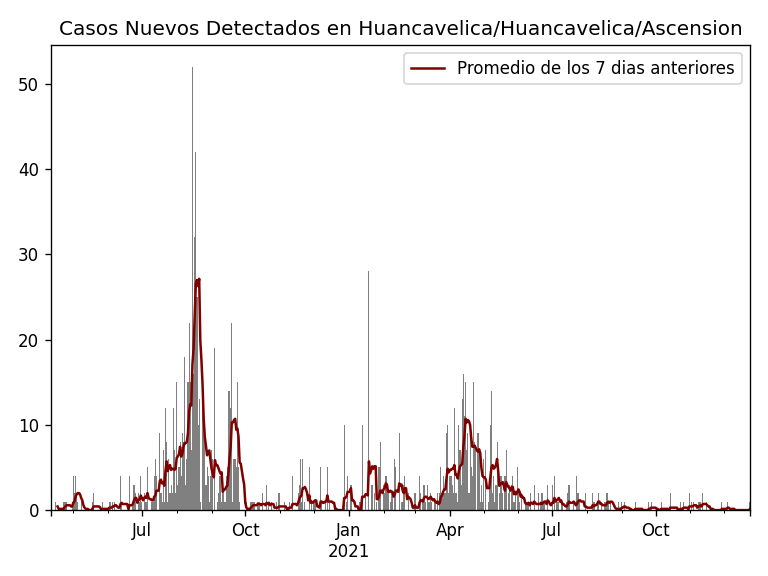 Casos Nuevos Detectados en Huancavelica/Huancavelica/Ascension
Promedio de los 7 dias anteriores
50
40
30
20
10
0
Jul Oct Jan Apr Jul Oct
2021